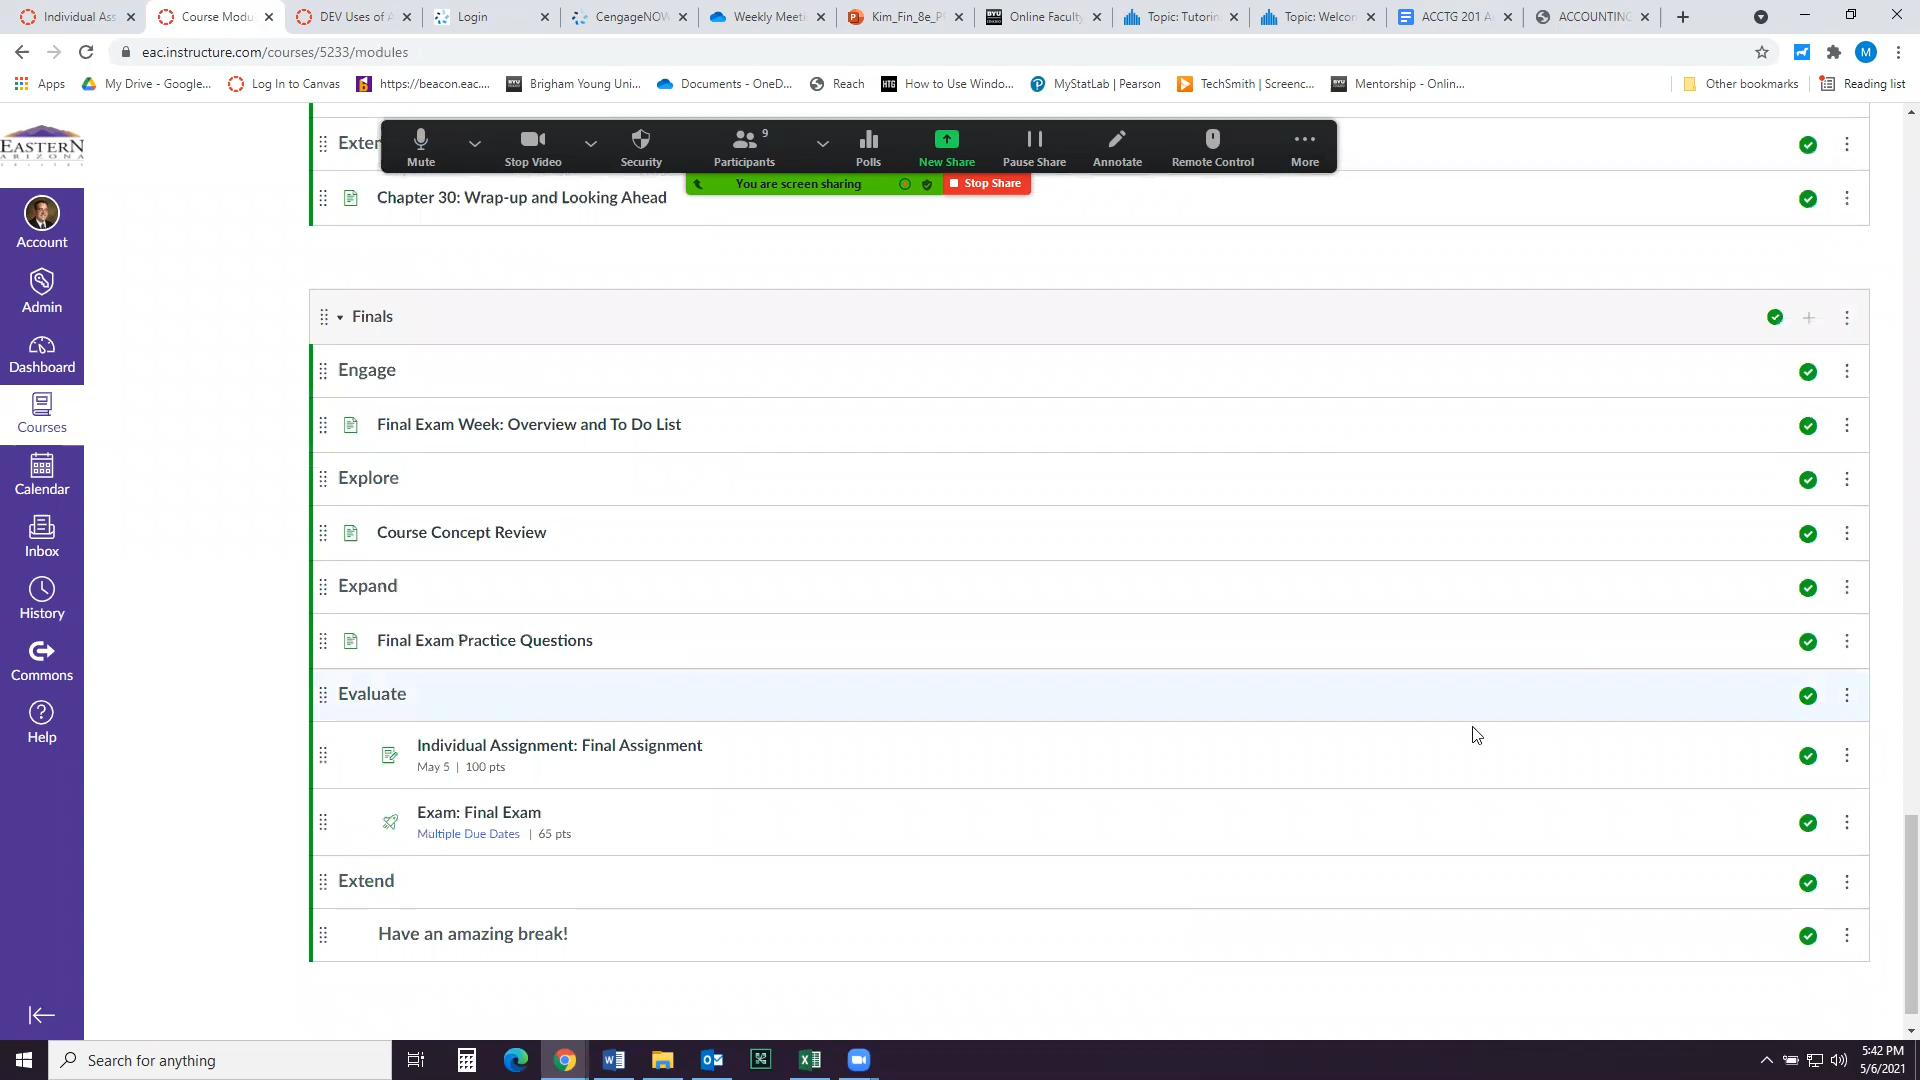 Individual Ass
Course Modu
DEV Uses of A
Login
CengageNOW
Weekly Meeti
Kim_Fin_8e_P
Online Faculty
Topic: Tutorin
Topic: Welcon
ACCTG 201 A
ACCOUNTING
eac.instructure.com/courses/5233/modules
M
Apps
My Drive - Google...
Log In to Canvas
https://beacon.eac....
Brigham Young Uni...
Documents - OneD...
Reach
How to Use Windo...
MyStatLab | Pearson
TechSmith | Screenc...
Mentorship - Onlin...
Other bookmarks
Reading list
EASTERN
ARIZONA
Account
Admin
Dashboard
Courses
Calendar
Inbox
History
Commons
Help
Mute
Stop Video
Security
9
Participants
Polls
New Share
Pause Share
Annotate
Remote Control
More
You are screen sharing
Stop Share
Exten
Chapter 30: Wrap-up and Looking Ahead
Finals
Engage
Final Exam Week: Overview and To Do List
Explore
Course Concept Review
Expand
Final Exam Practice Questions
Evaluate
Individual Assignment: Final Assignment
May 5 | 100 pts
Exam: Final Exam
Multiple Due Dates | 65 pts
Extend
Have an amazing break!
Search for anything
5:42 PM
5/6/2021